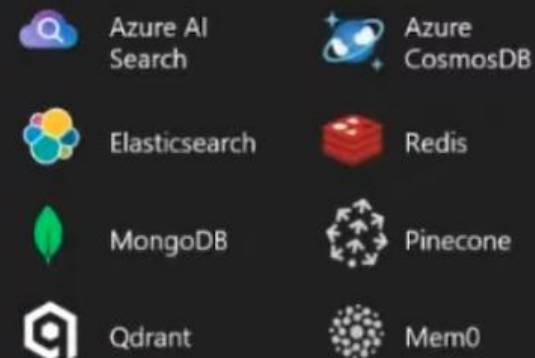 Azure AI
Search
Azure
CosmosDB
Elasticsearch
Redis
MongoDB
Pinecone
Qdrant
Mem0